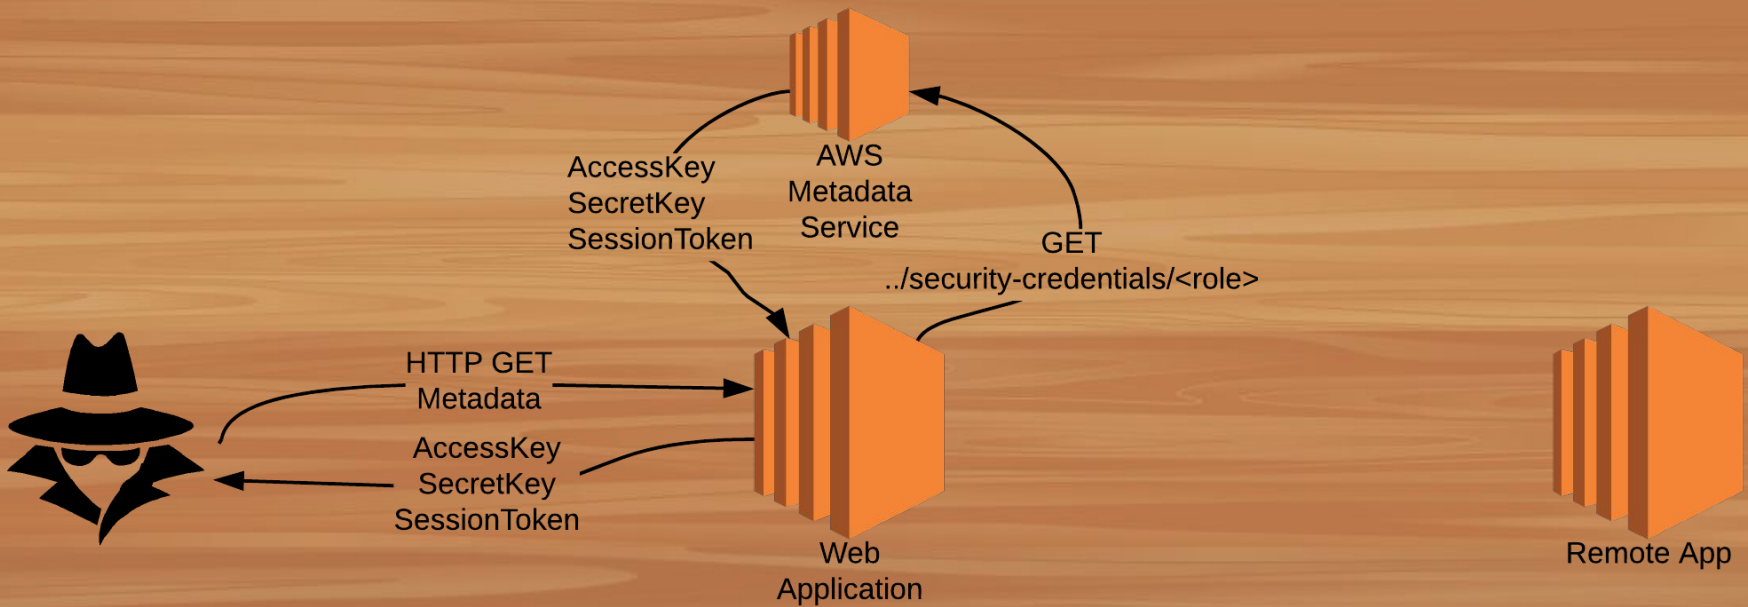 AWS
Metadata
Service
AccessKey
SecretKey
SessionToken
GET
../security-credentials/<role>
HTTP GET
Metadata
AccessKey
SecretKey
SessionToken
Web
Application
Remote App